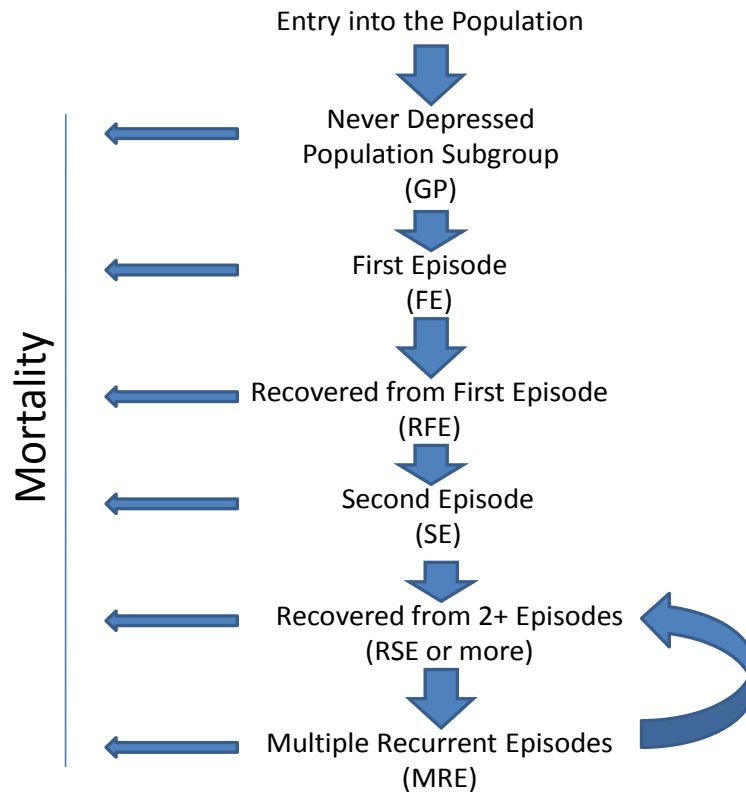 Entry into the Population
Never Depressed
Population Subgroup
(GP)
First Episode
(FE)
Recovered from First Episode
(RFE)
Second Episode
(SE)
Recovered from 2+ Episodes
(RSE or more)
Multiple Recurrent Episodes
(MRE)
Mortality